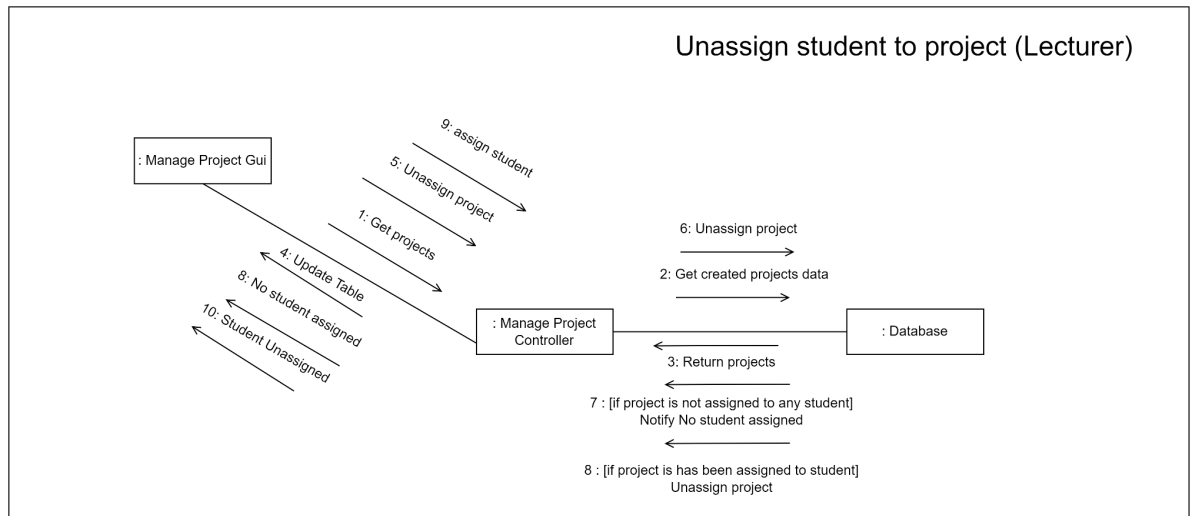 Unassign student to project (Lecturer)
: Manage Project Gui
9: assign student
5: Unassign project
1: Get projects
4: Update Table
8: No student assigned
10: Student Unassigned
6: Unassign project
2: Get created projects data
: Manage Project
Controller
: Database
3: Return projects
7 : [if project is not assigned to any student]
Notify No student assigned
8 : [if project is has been assigned to student]
Unassign project